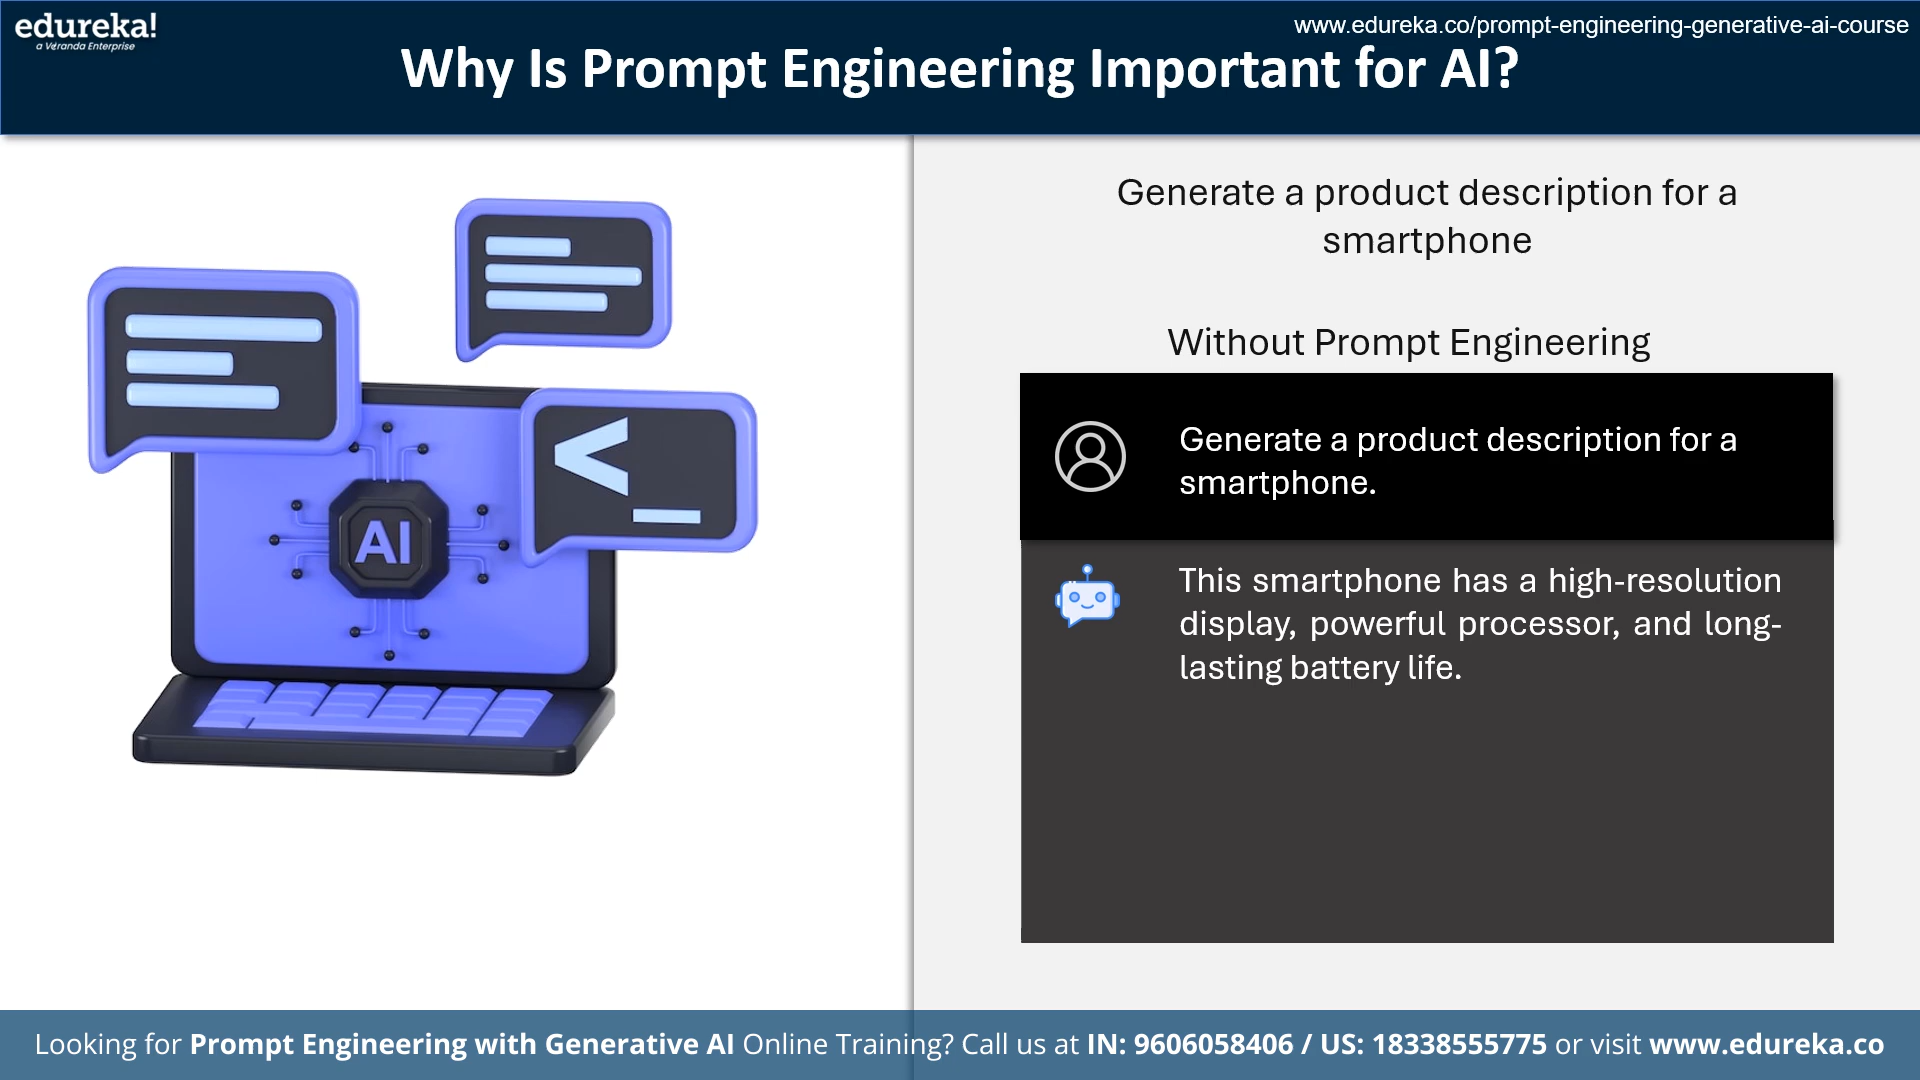 edureka!
a Veranda Enterprise
www.edureka.co/prompt-engineering-generative-ai-course
Why Is Prompt Engineering Important for AI?
AI
<_
Generate a product description for a
smartphone
Without Prompt Engineering
Generate a product description for a
smartphone.
This smartphone has a high-resolution
display, powerful processor, and long-
lasting battery life.
Looking for Prompt Engineering with Generative AI Online Training? Call us at IN: 9606058406 / US: 18338555775 or visit www.edureka.co